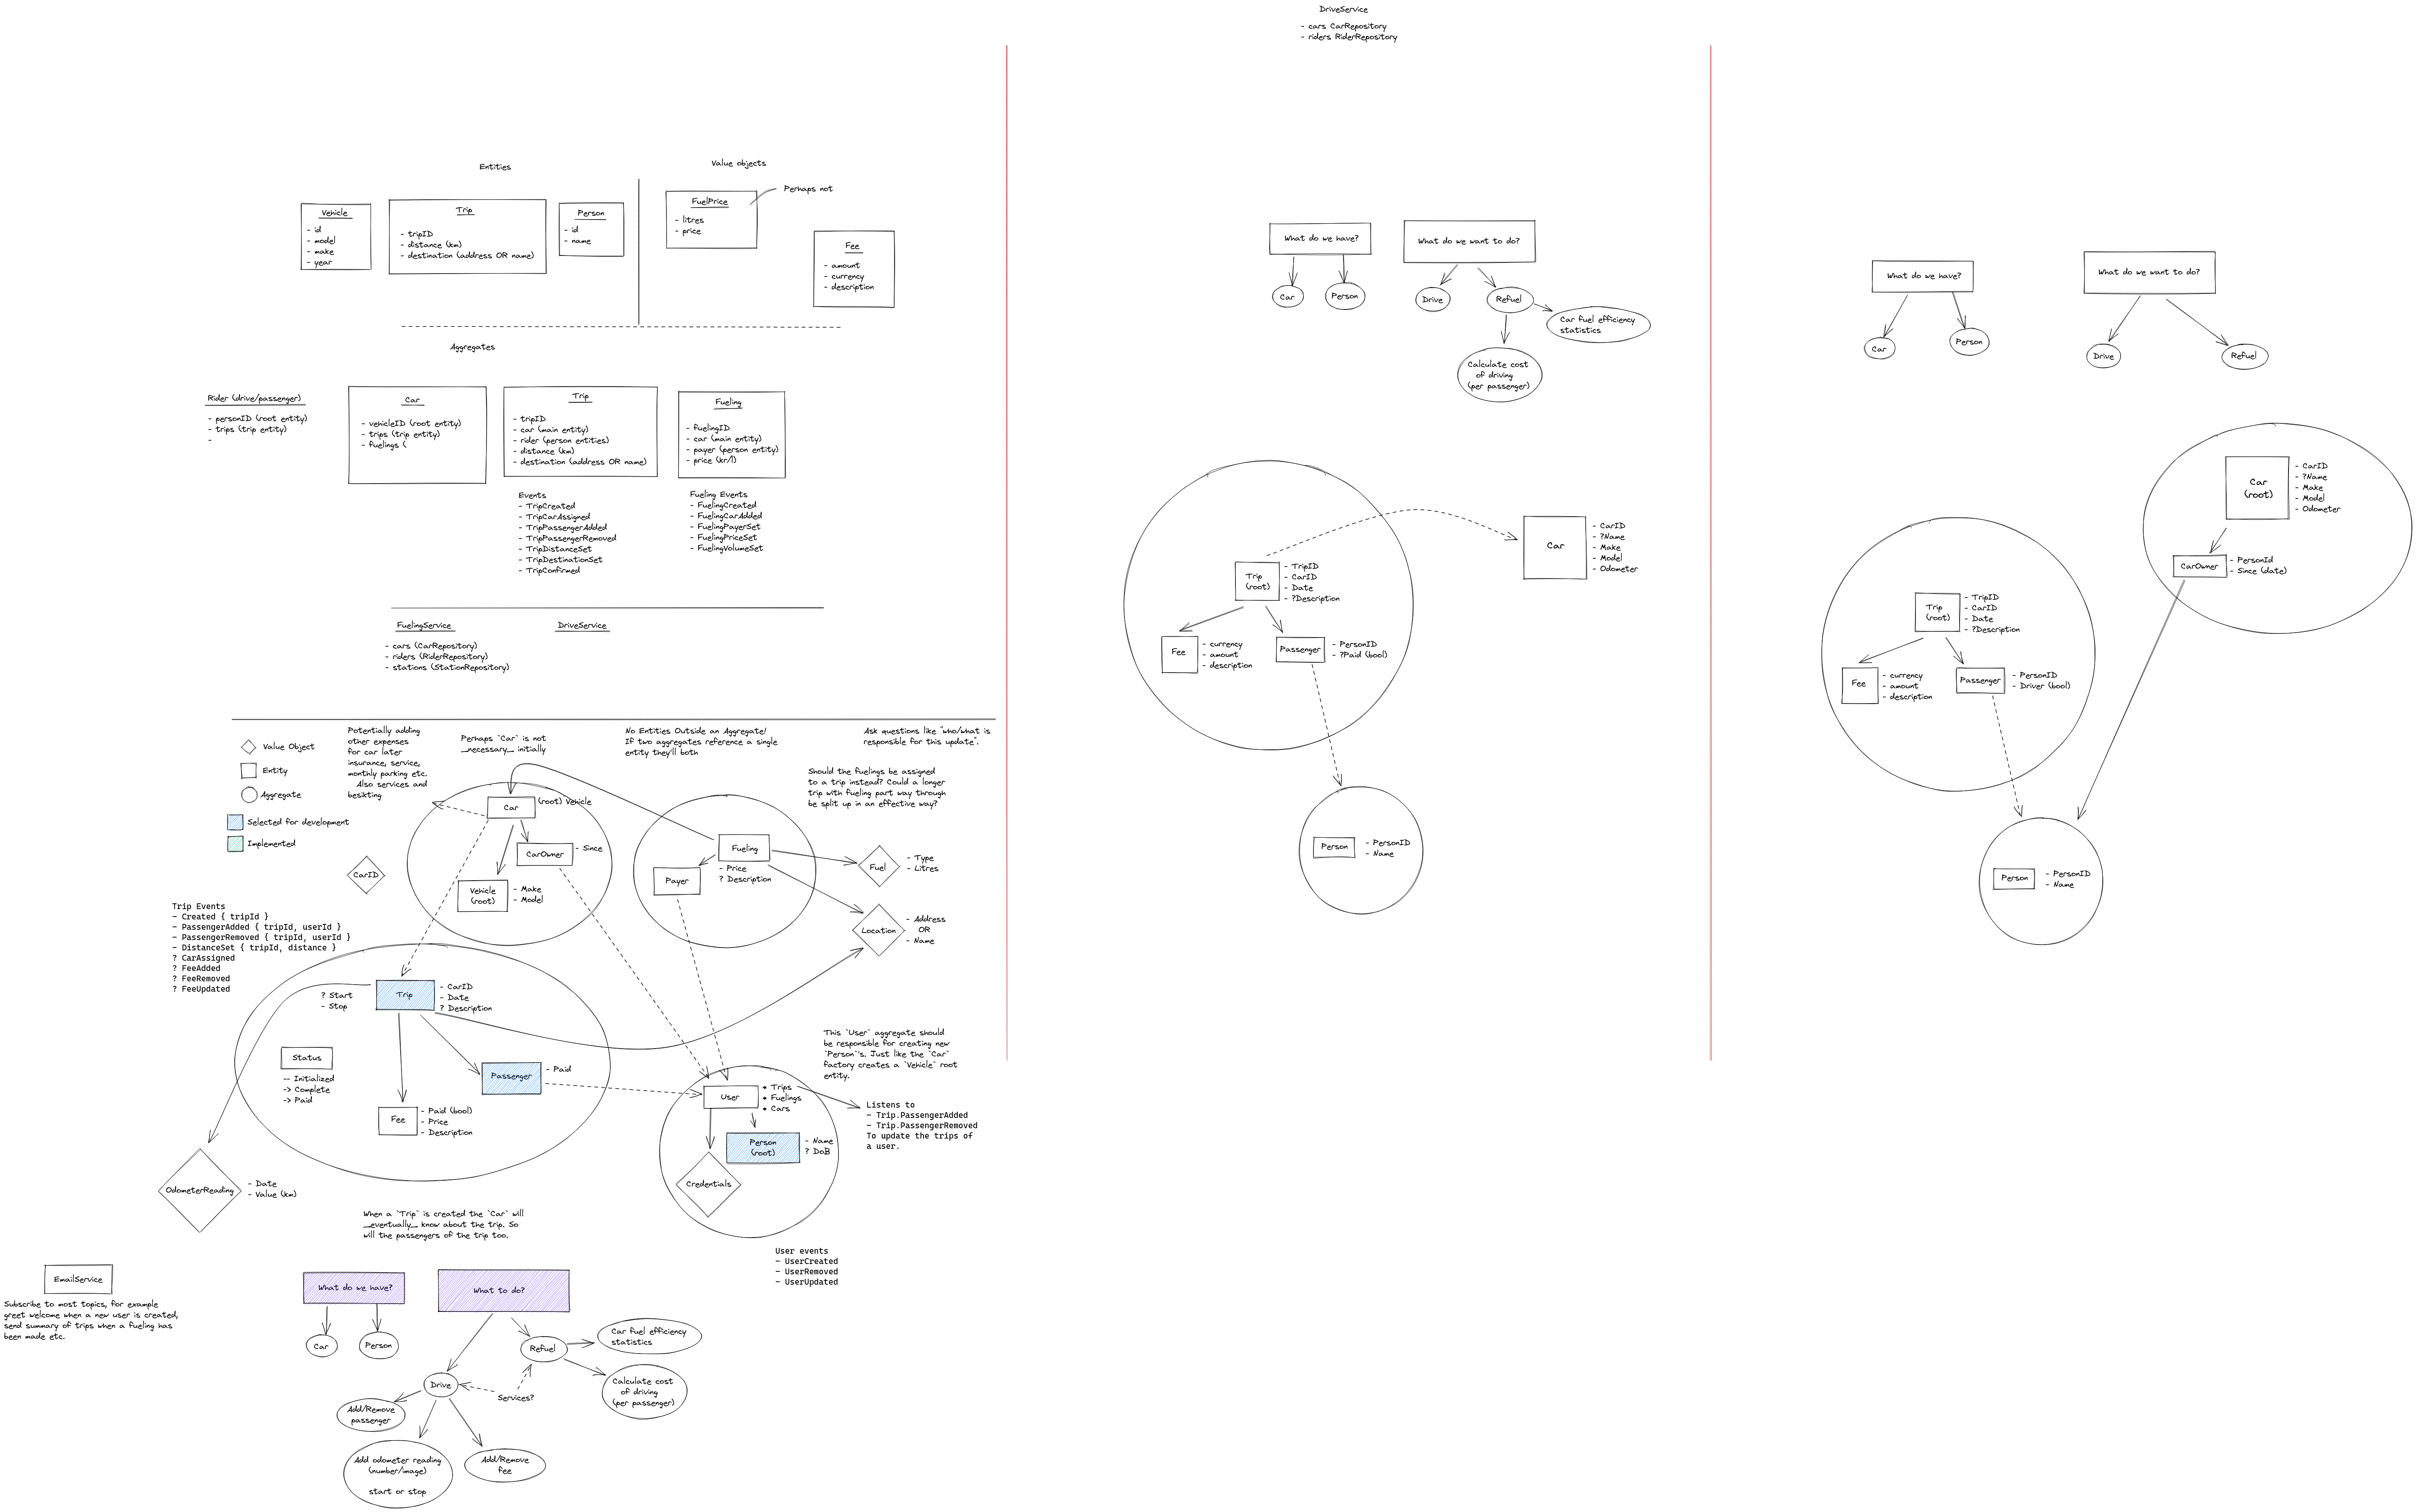 DriveService
- cars CarRepository
- riders RiderRepository
Entities
Value objects
Vehicle
- id
- model
- make
- year
Trip
- tripID
- distance (km)
- destination (address OR name)
Person
- id
- name
FuelPrice
- litres
- price
Perhaps not
Fee
- amount
- currency
- description
Aggregates
Rider (drive/passenger)
- personID (root entity)
- trips (trip entity)
-
Car
- vehicleID (root entity)
- trips (trip entity)
- fuelings (
Trip
- tripID
- car (main entity)
- rider (person entities)
- distance (km)
- destination (address OR name)
Fueling
- fuelingID
- car (main entity)
- payer (person entity)
- price (kr/l)
Events
- TripCreated
- TripCarAssigned
- TripPassengerAdded
- TripPassengerRemoved
- TripDistanceSet
- TripDestinationSet
- TripConfirmed
Fueling Events
- FuelingCreated
- FuelingCarAdded
- FuelingPayerSet
- FuelingPriceSet
- FuelingVolumeSet
FuelingService
- cars (CarRepository)
- riders (RiderRepository)
- stations (StationRepository)
DriveService
Value Object
Entity
Aggregate
Selected for development
Implemented
Potentially adding
other expenses
for car later
insurance, service,
monthly parking etc.
Also services and
besikting
Perhaps `Car` is not
__necessary__ initially
No Entities Outside an Aggregate!
If two aggregates reference a single
entity they'll both
Ask questions like "who/what is
responsible for this update".
Should the fuelings be assigned
to a trip instead? Could a longer
trip with fueling part way through
be split up in an effective way?
Car
(root) Vehicle
CarOwner
- Since
Vehicle
(root)
- Make
- Model
CarID
Fueling
- Price
? Description
Payer
Fuel
- Type
- Litres
Location
- Address
OR
- Name
Trip Events
- Created { tripId }
- PassengerAdded { tripId, userId }
- PassengerRemoved { tripId, userId }
- DistanceSet { tripId, distance }
? CarAssigned
? FeeAdded
? FeeRemoved
? FeeUpdated
? Start
- Stop
Trip
- CarID
- Date
? Description
Status
-- Initialized
-> Complete
-> Paid
Passenger
- Paid
Fee
- Paid (bool)
- Price
- Description
OdometerReading
- Date
- Value (km)
This `User` aggregate should
be responsible for creating new
`Person`'s. Just like the `Car`
factory creates a `Vehicle` root
entity.
User
* Trips
* Fuelings
* Cars
Person
(root)
- Name
? DoB
Credentials
Listens to
- Trip.PassengerAdded
- Trip.PassengerRemoved
To update the trips of
a user.
When a `Trip` is created the `Car` will
__eventually__ know about the trip. So
will the passengers of the trip too.
User events
- UserCreated
- UserRemoved
- UserUpdated
EmailService
Subscribe to most topics, for example
greet welcome when a new user is created,
send summary of trips when a fueling has
been made etc.
What do we have?
Car
Person
What to do?
Refuel
Car fuel efficiency
statistics
Calculate cost
of driving
(per passenger)
Drive
Services?
Add/Remove
passenger
Add odometer reading
(number/image)
start or stop
Add/Remove
fee
What do we have?
Car
Person
What do we want to do?
Drive
Refuel
Car fuel efficiency
statistics
Calculate cost
of driving
(per passenger)
Trip
(root)
- TripID
- CarID
- Date
- ?Description
Fee
- currency
- amount
- description
Passenger
- PersonID
- ?Paid (bool)
Car
- CarID
- ?Name
- Make
- Model
- Odometer
Person
- PersonID
- Name
What do we have?
Car
Person
What do we want to do?
Drive
Refuel
Car
(root)
- CarID
- ?Name
- Make
- Model
- Odometer
CarOwner
- PersonId
- Since (date)
Trip
(root)
- TripID
- CarID
- Date
- ?Description
Fee
- currency
- amount
- description
Passenger
- PersonID
- Driver (bool)
Person
- PersonID
- Name